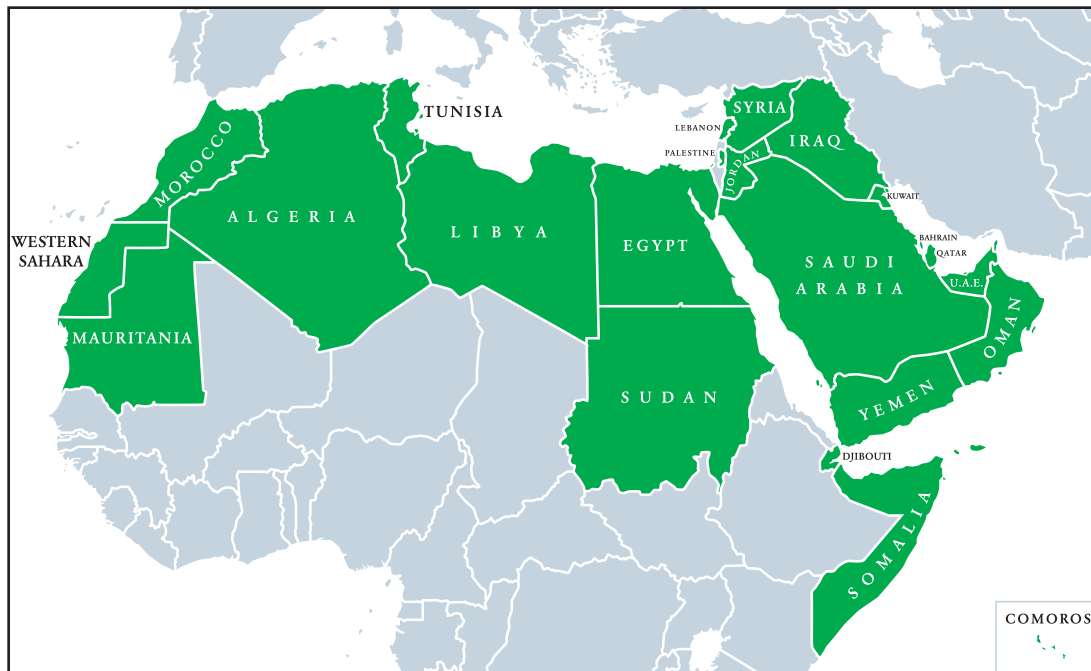 TUNISIA
SYRIA
LEBANON
IRAQ
PALESTINE
JORDAN
MOROCCO
KUWAIT
ALGERIA
LIBYA
EGYPT
WESTERN
SAHARA
BAHRAIN
QATAR
SAUDI
ARABIA
U.A.E.
OMAN
MAURITANIA
SUDAN
YEMEN
DJIBOUTI
SOMALIA
COMOROS